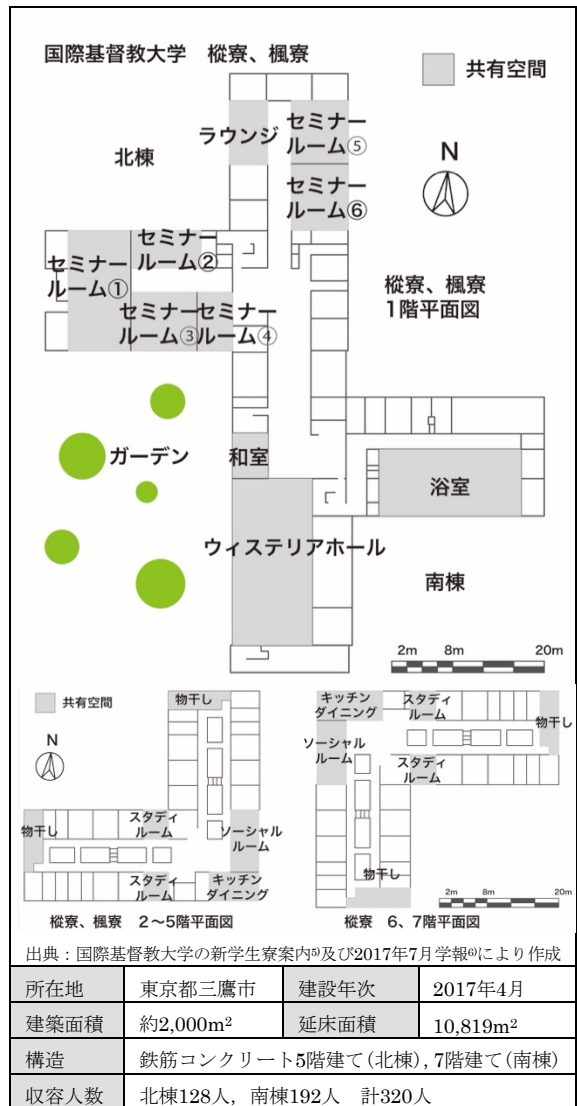 国際基督教大学　樅寮、楓寮
共有空間
ラウンジ
セミナー
ルーム⑤
北棟
N
セミナー
ルーム⑥
セミナー
ルーム②
セミナー
ルーム①
樅寮、楓寮
1階平面図
セミナー
ルーム③
セミナー
ルーム④
ガーデン
和室
浴室
ウィステリアホール
南棟
2m 8m 20m
共有空間
N
物干し
スタディ
ルーム
物干し
ソーシャル
ルーム
スタディ
ルーム
キッチン
ダイニング
樅寮、楓寮　2〜5階平面図
キッチン
ダイニング
スタディ
ルーム
物干し
ソーシャル
ルーム
スタディ
ルーム
物干し
2m 8m 20m
樅寮　6、7階平面図
出典：国際基督教大学の新学生寮案内5)及び2017年7月学報6)により作成
所在地 東京都三鷹市 建設年次 2017年4月
建築面積 約2,000m² 延床面積 10,819m²
構造 鉄筋コンクリート5階建て(北棟), 7階建て(南棟)
収容人数 北棟128人, 南棟192人　計320人